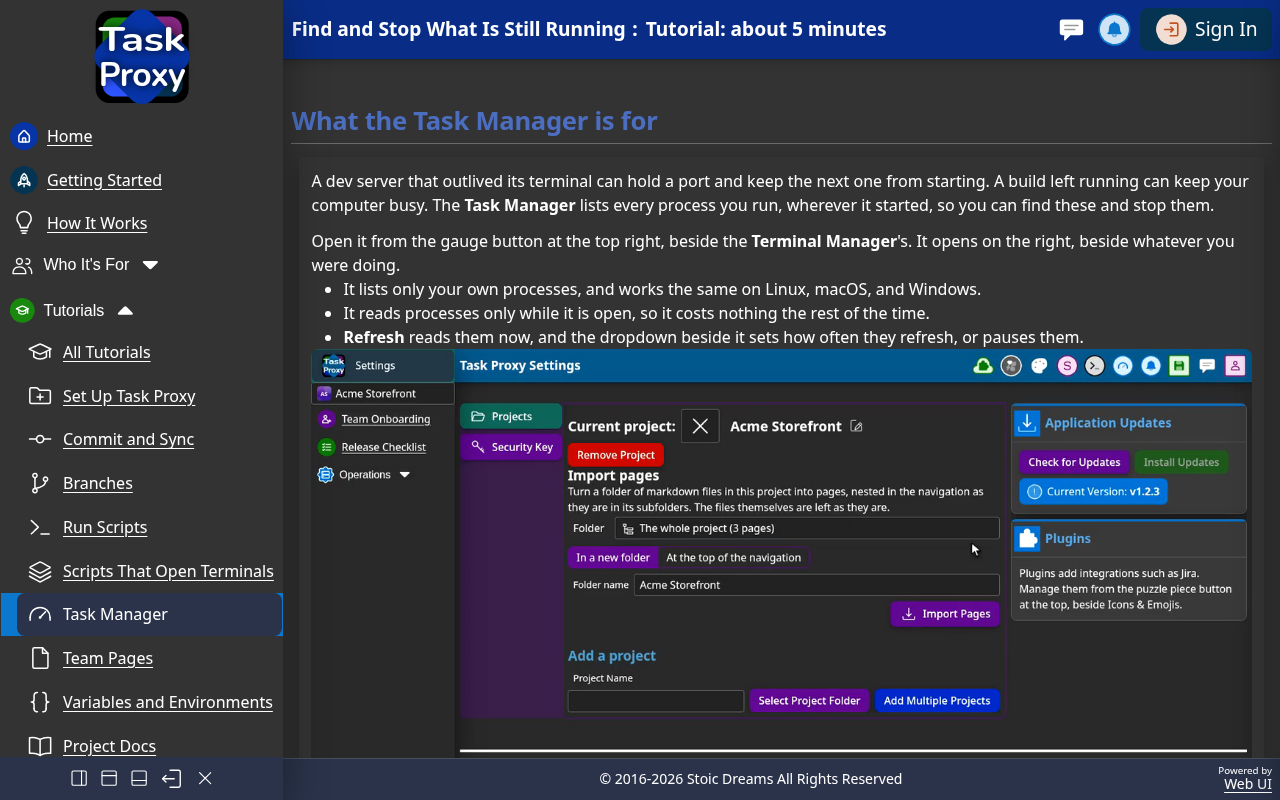 Task Proxy
Find and Stop What Is Still Running : Tutorial: about 5 minutes
Sign In
Home
Getting Started
How It Works
Who It's For
Tutorials
All Tutorials
Set Up Task Proxy
Commit and Sync
Branches
Run Scripts
Scripts That Open Terminals
Task Manager
Team Pages
Variables and Environments
Project Docs
What the Task Manager is for
A dev server that outlived its terminal can hold a port and keep the next one from starting. A build left running can keep your
computer busy. The Task Manager lists every process you run, wherever it started, so you can find these and stop them.
Open it from the gauge button at the top right, beside the Terminal Manager's. It opens on the right, beside whatever you
were doing.
It lists only your own processes, and works the same on Linux, macOS, and Windows.
It reads processes only while it is open, so it costs nothing the rest of the time.
Refresh reads them now, and the dropdown beside it sets how often they refresh, or pauses them.
Task Proxy
Settings
Task Proxy Settings
S
AS
Acme Storefront
Team Onboarding
Release Checklist
Operations
Projects
Security Key
Current project:
Acme Storefront
Remove Project
Import pages
Turn a folder of markdown files in this project into pages, nested in the navigation as
they are in its subfolders. The files themselves are left as they are.
Folder
The whole project (3 pages)
In a new folder
At the top of the navigation
Folder name
Acme Storefront
Import Pages
Add a project
Project Name
Select Project Folder
Add Multiple Projects
Application Updates
Check for Updates
Install Updates
Current Version: v1.2.3
Plugins
Plugins add integrations such as Jira.
Manage them from the puzzle piece button
at the top, beside Icons & Emojis.
© 2016-2026 Stoic Dreams All Rights Reserved
Powered by
Web UI